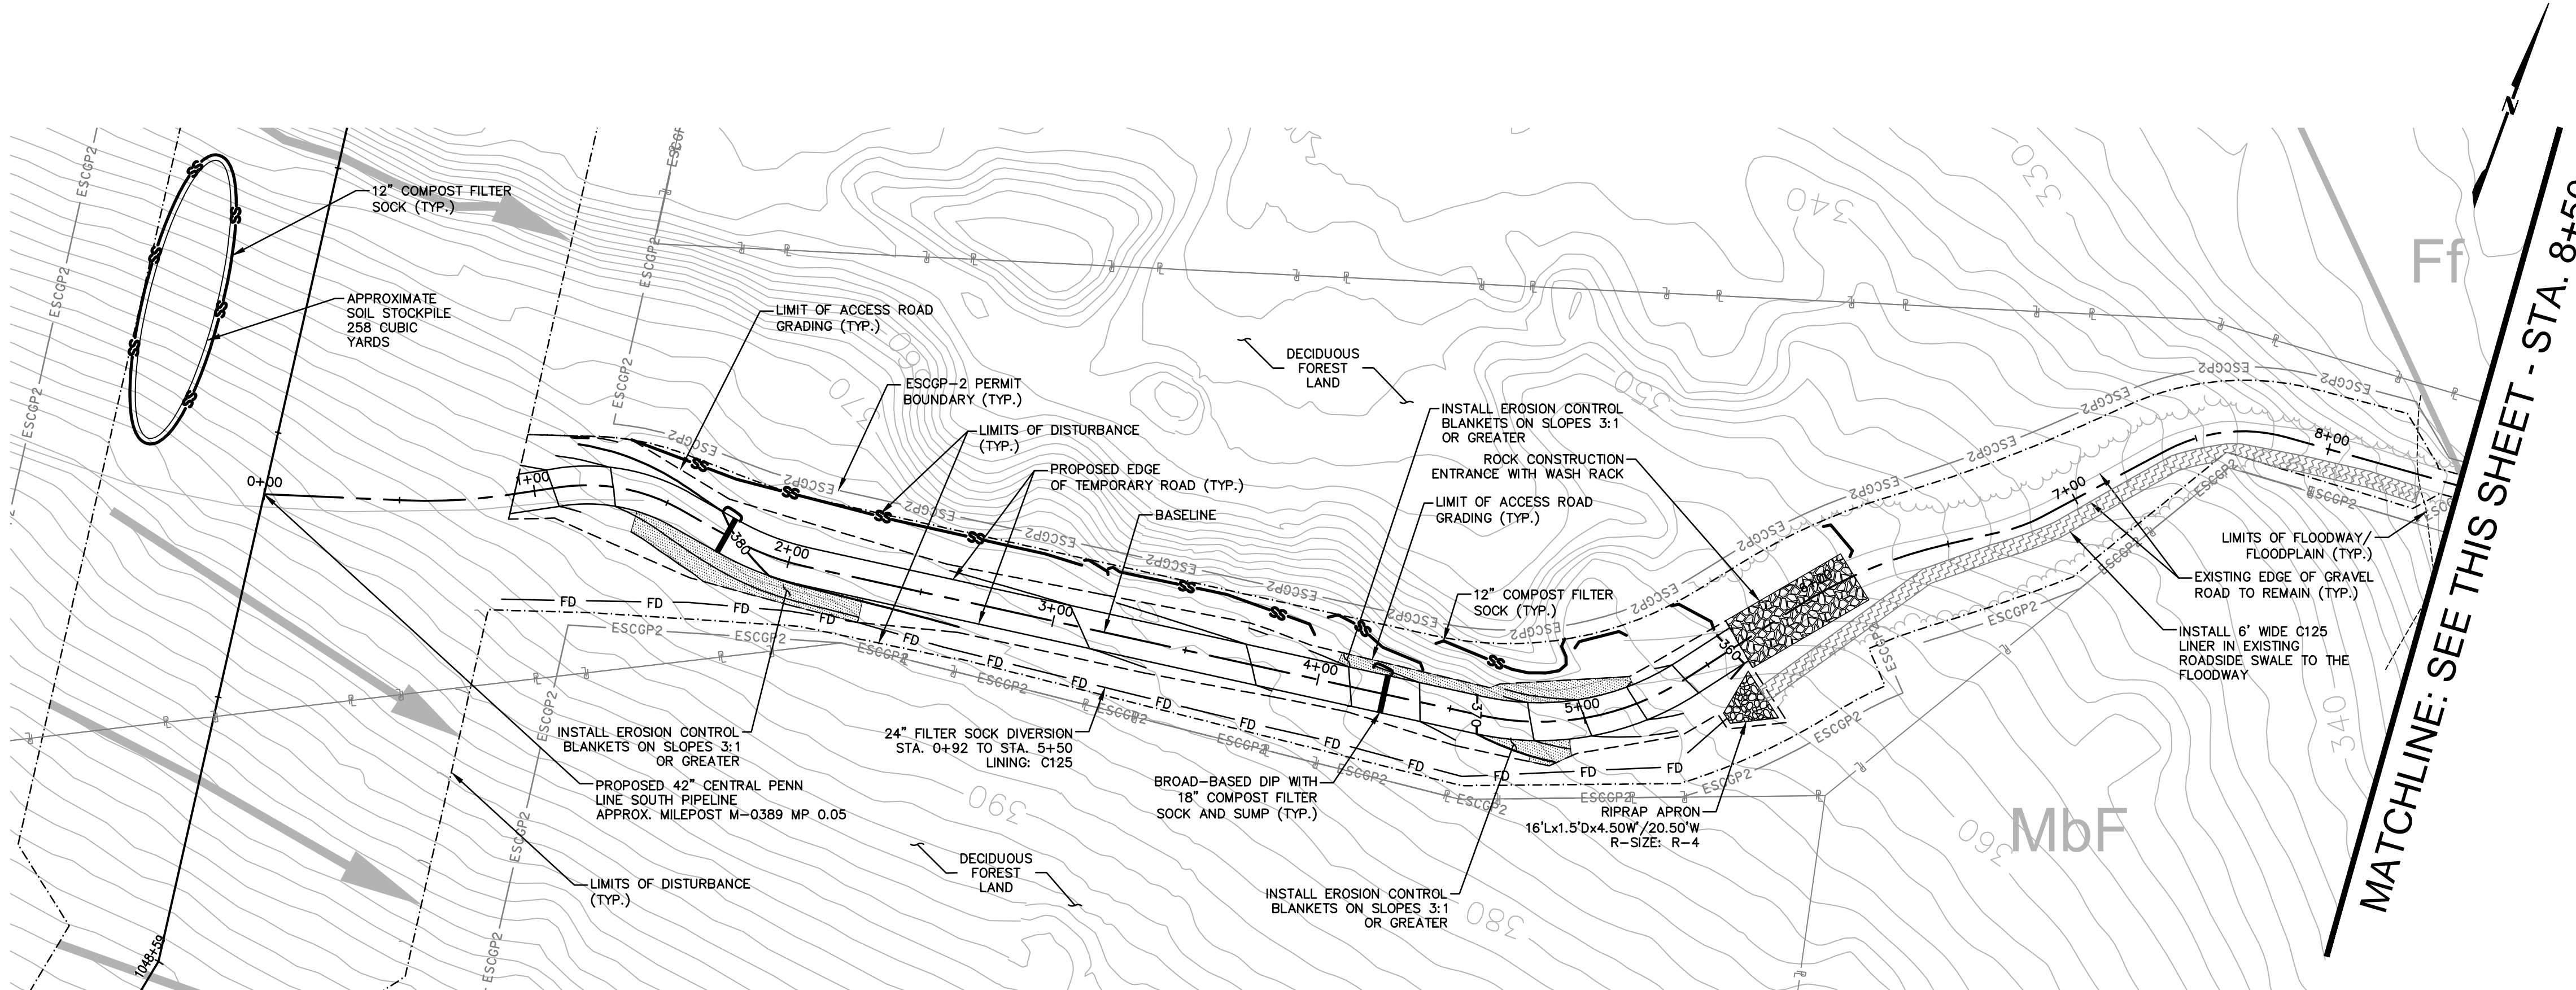 12" COMPOST FILTER
SOCK (TYP.)
APPROXIMATE
SOIL STOCKPILE
258 CUBIC
YARDS
LIMIT OF ACCESS ROAD
GRADING (TYP.)
ESCGP-2 PERMIT
BOUNDARY (TYP.)
LIMITS OF DISTURBANCE
(TYP.)
PROPOSED EDGE
OF TEMPORARY ROAD (TYP.)
BASELINE
DECIDUOUS
FOREST
LAND
INSTALL EROSION CONTROL
BLANKETS ON SLOPES 3:1
OR GREATER
ROCK CONSTRUCTION
ENTRANCE WITH WASH RACK
LIMIT OF ACCESS ROAD
GRADING (TYP.)
12" COMPOST FILTER
SOCK (TYP.)
LIMITS OF FLOODWAY/
FLOODPLAIN (TYP.)
EXISTING EDGE OF GRAVEL
ROAD TO REMAIN (TYP.)
INSTALL 6' WIDE C125
LINER IN EXISTING
ROADSIDE SWALE TO THE
FLOODWAY
INSTALL EROSION CONTROL
BLANKETS ON SLOPES 3:1
OR GREATER
PROPOSED 42" CENTRAL PENN
LINE SOUTH PIPELINE
APPROX. MILEPOST M-0389 MP 0.05
LIMITS OF DISTURBANCE
(TYP.)
24" FILTER SOCK DIVERSION
STA. 0+92 TO STA. 5+50
LINING: C125
BROAD-BASED DIP WITH
18" COMPOST FILTER
SOCK AND SUMP (TYP.)
RIPRAP APRON
16'Lx1.5'Dx4.50'W/20.50'W
R-SIZE: R-4
INSTALL EROSION CONTROL
BLANKETS ON SLOPES 3:1
OR GREATER
DECIDUOUS
FOREST
LAND
0+00
1+00
2+00
3+00
4+00
5+00
7+00
8+00
1048+59
380
370
360
370
350
340
330
390
380
360
340
Ff
MbF
N
ESCGP2
SS
FD
MATCHLINE: SEE THIS SHEET - STA. 8+50